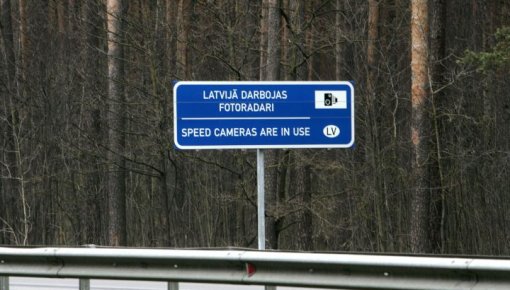 LATVIJĀ DARBOJAS
FOTORADARI
SPEED CAMERAS ARE IN USE
LV